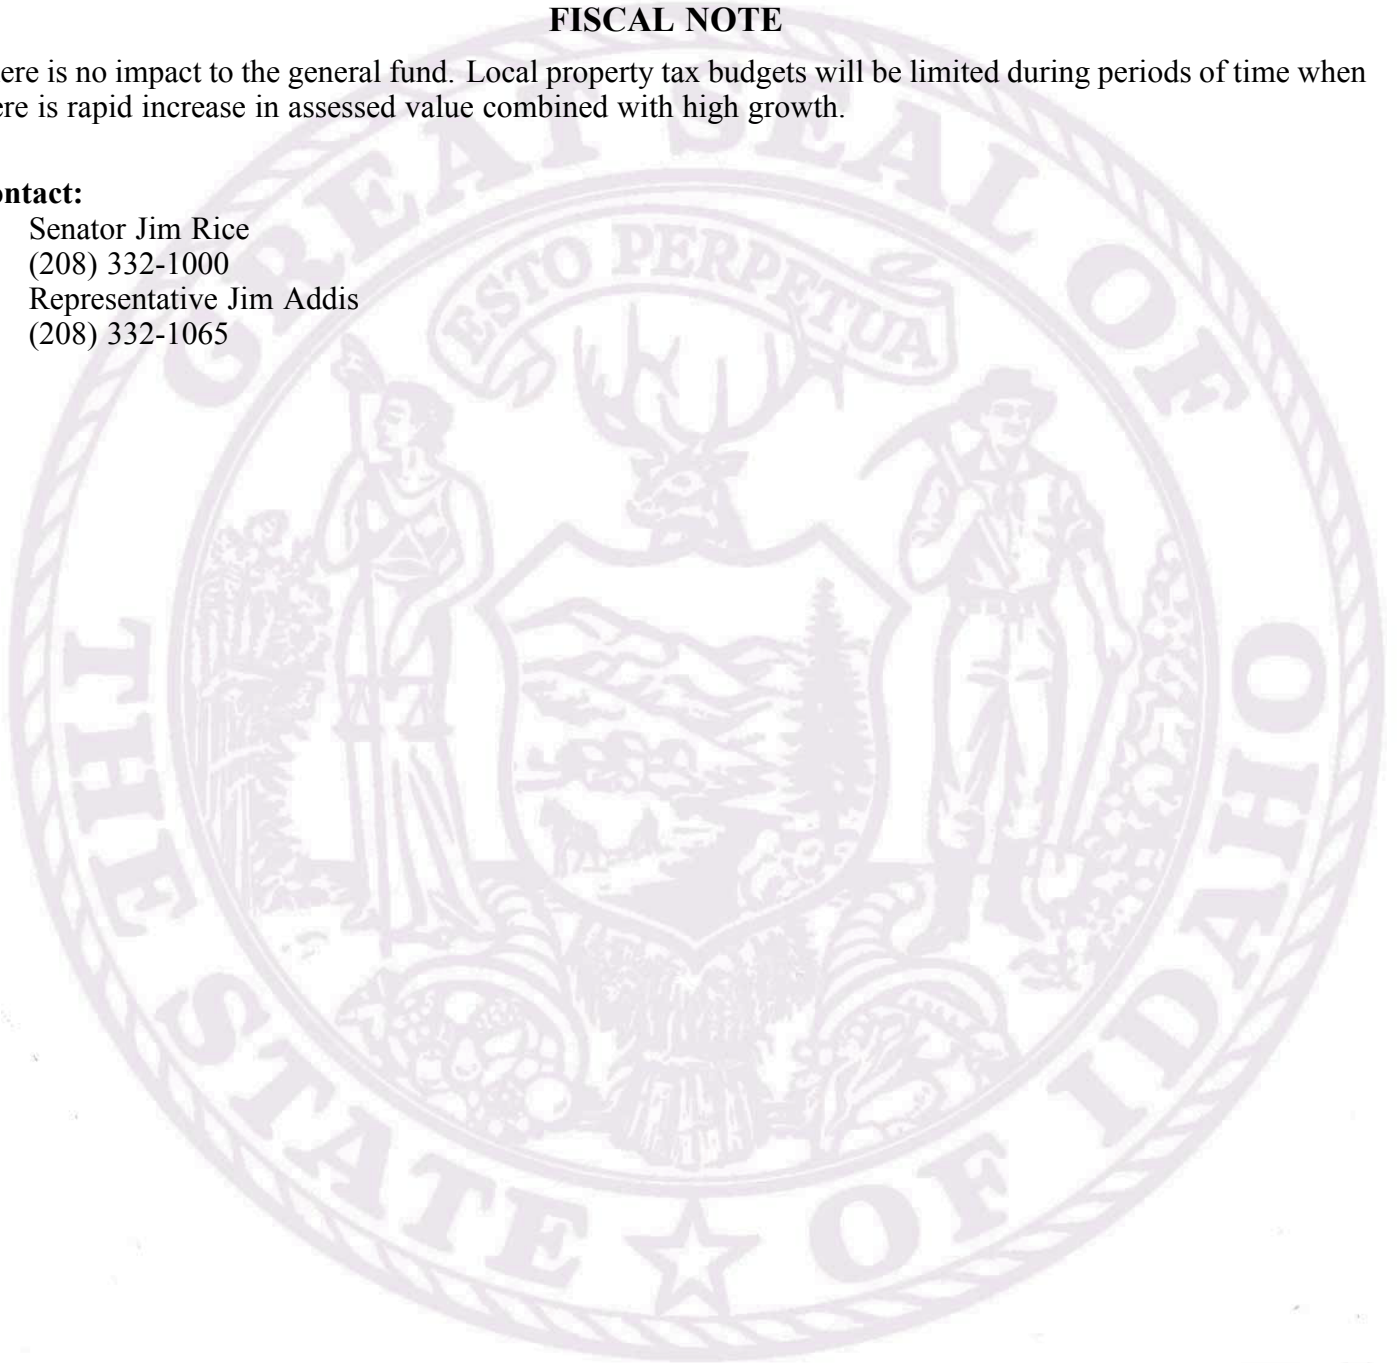 FISCAL NOTE
ere is no impact to the general fund. Local property tax budgets will be limited during periods of time when
ere is rapid increase in assessed value combined with high growth.
ontact:
Senator Jim Rice
(208) 332-1000
Representative Jim Addis
(208) 332-1065
GREAT SEAL OF
ESTO PERPETUA
THE STATE OF IDAHO